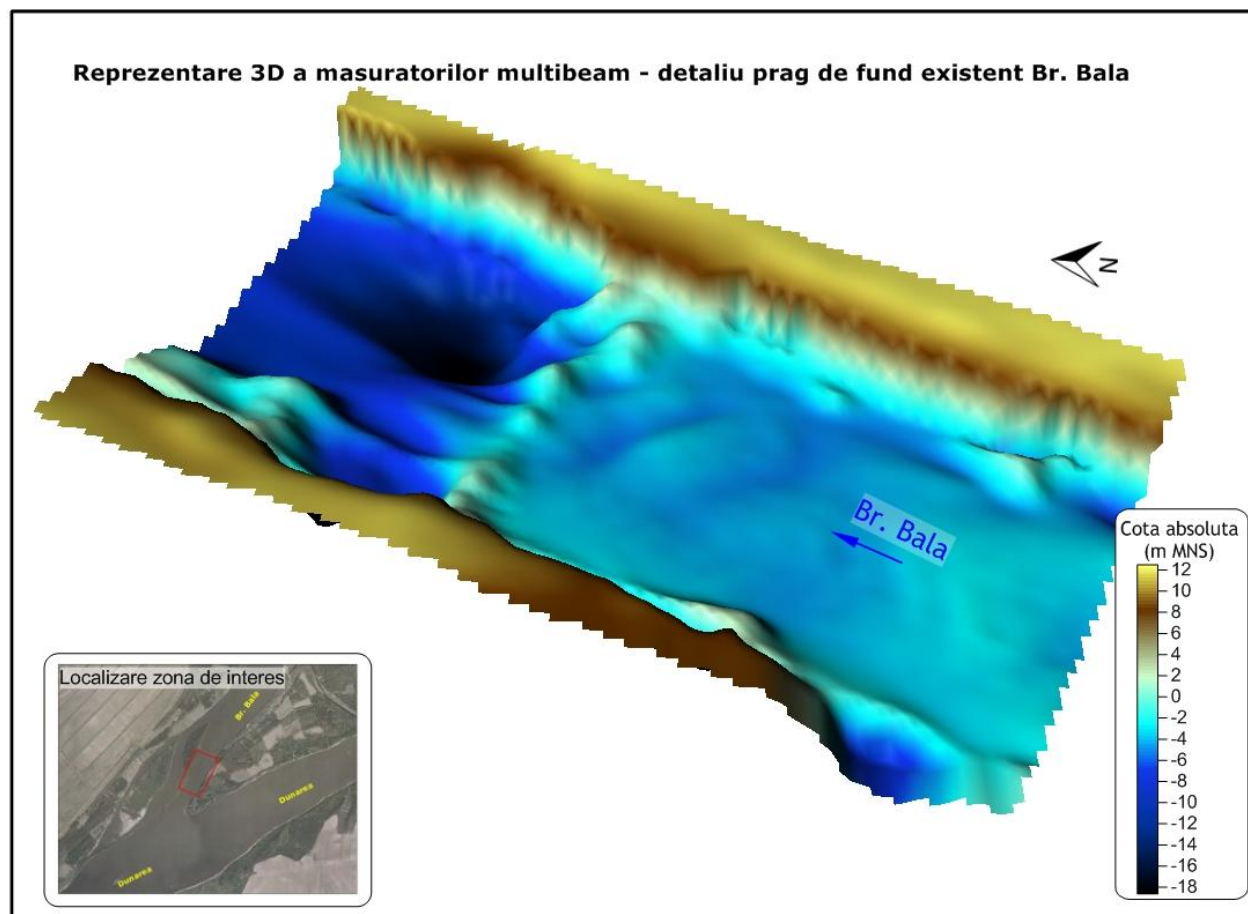 Reprezentare 3D a masuratorilor multibeam - detaliu prag de fund existent Br. Bala
N
Br. Bala
Cota absoluta
(m MNS)
12
10
8
6
4
2
0
-2
-4
-6
-8
-10
-12
-14
-16
-18
Localizare zona de interes
Br. Bala
Dunarea
Dunarea